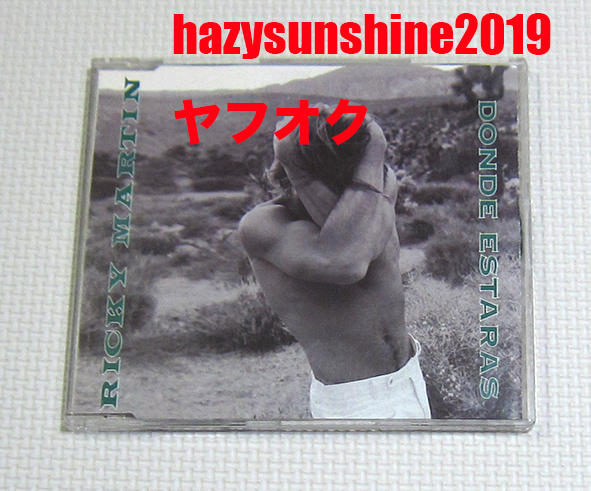 hazysunshine2019
ヤフオク
RICKY MARTIN
DONDE ESTARAS